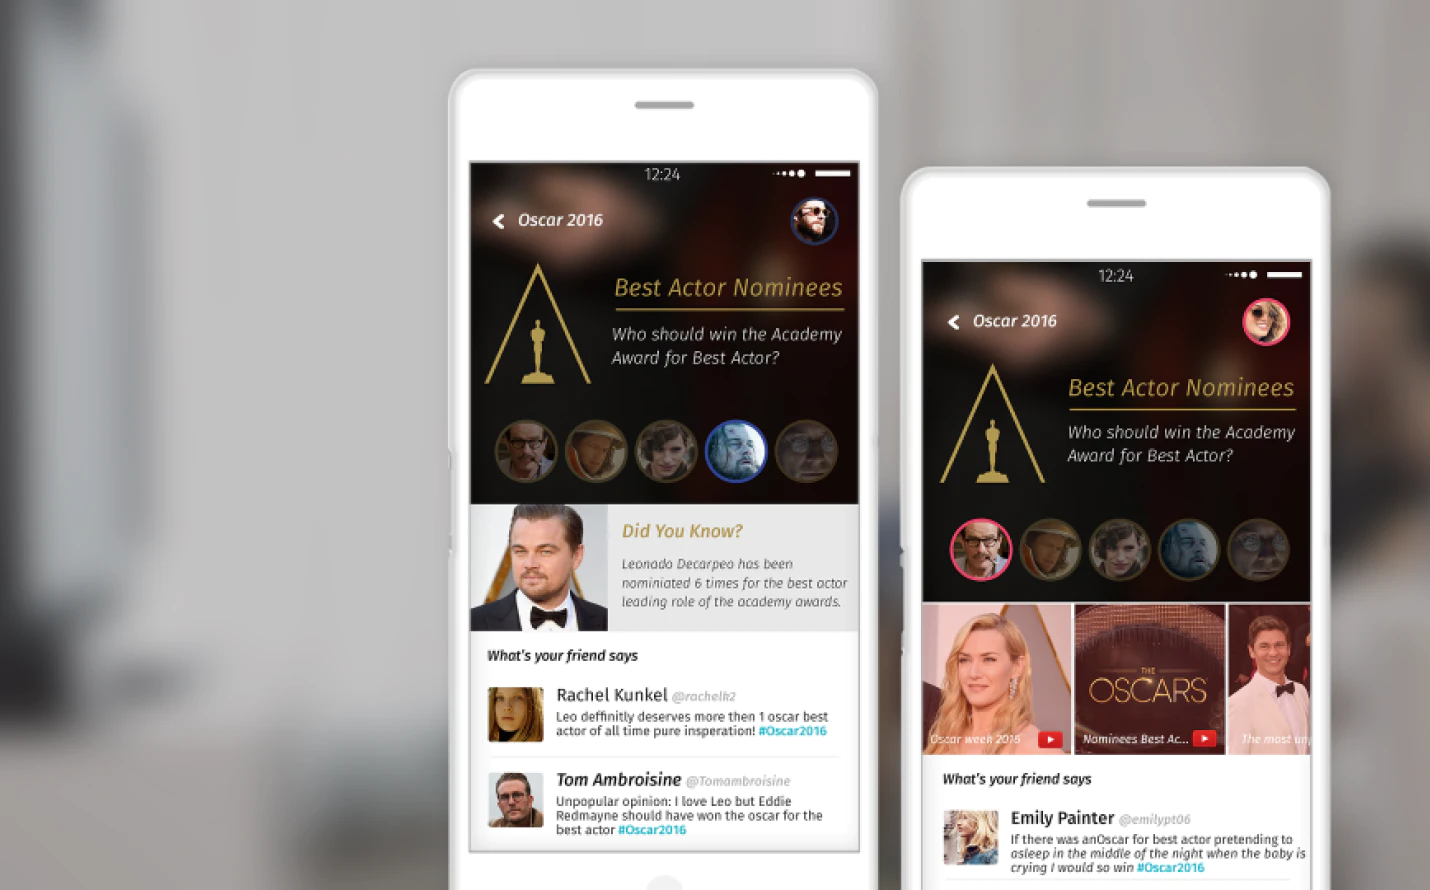 12:24
Oscar 2016
Best Actor Nominees
Who should win the Academy
Award for Best Actor?
Did You Know?
Leonado Decarpeo has been
nominiated 6 times for the best actor
leading role of the academy awards.
What's your friend says
Rachel Kunkel @rachelk2
Leo deffinitly deserves more then 1 oscar best
actor of all time pure insperation! #Oscar2016
Tom Ambroisine @Tomambroisine
Unpopular opinion: I love Leo but Eddie
Redmayne should have won the oscar for the
best actor #Oscar2016
12:24
Oscar 2016
Best Actor Nominees
Who should win the Academy
Award for Best Actor?
THE
OSCARS
Oscar week 2015
Nominees Best Ac...
The most un
What's your friend says
Emily Painter @emilypt06
If there was anOscar for best actor pretending to
asleep in the middle of the night when the baby is
crying I would so win #Oscar2016